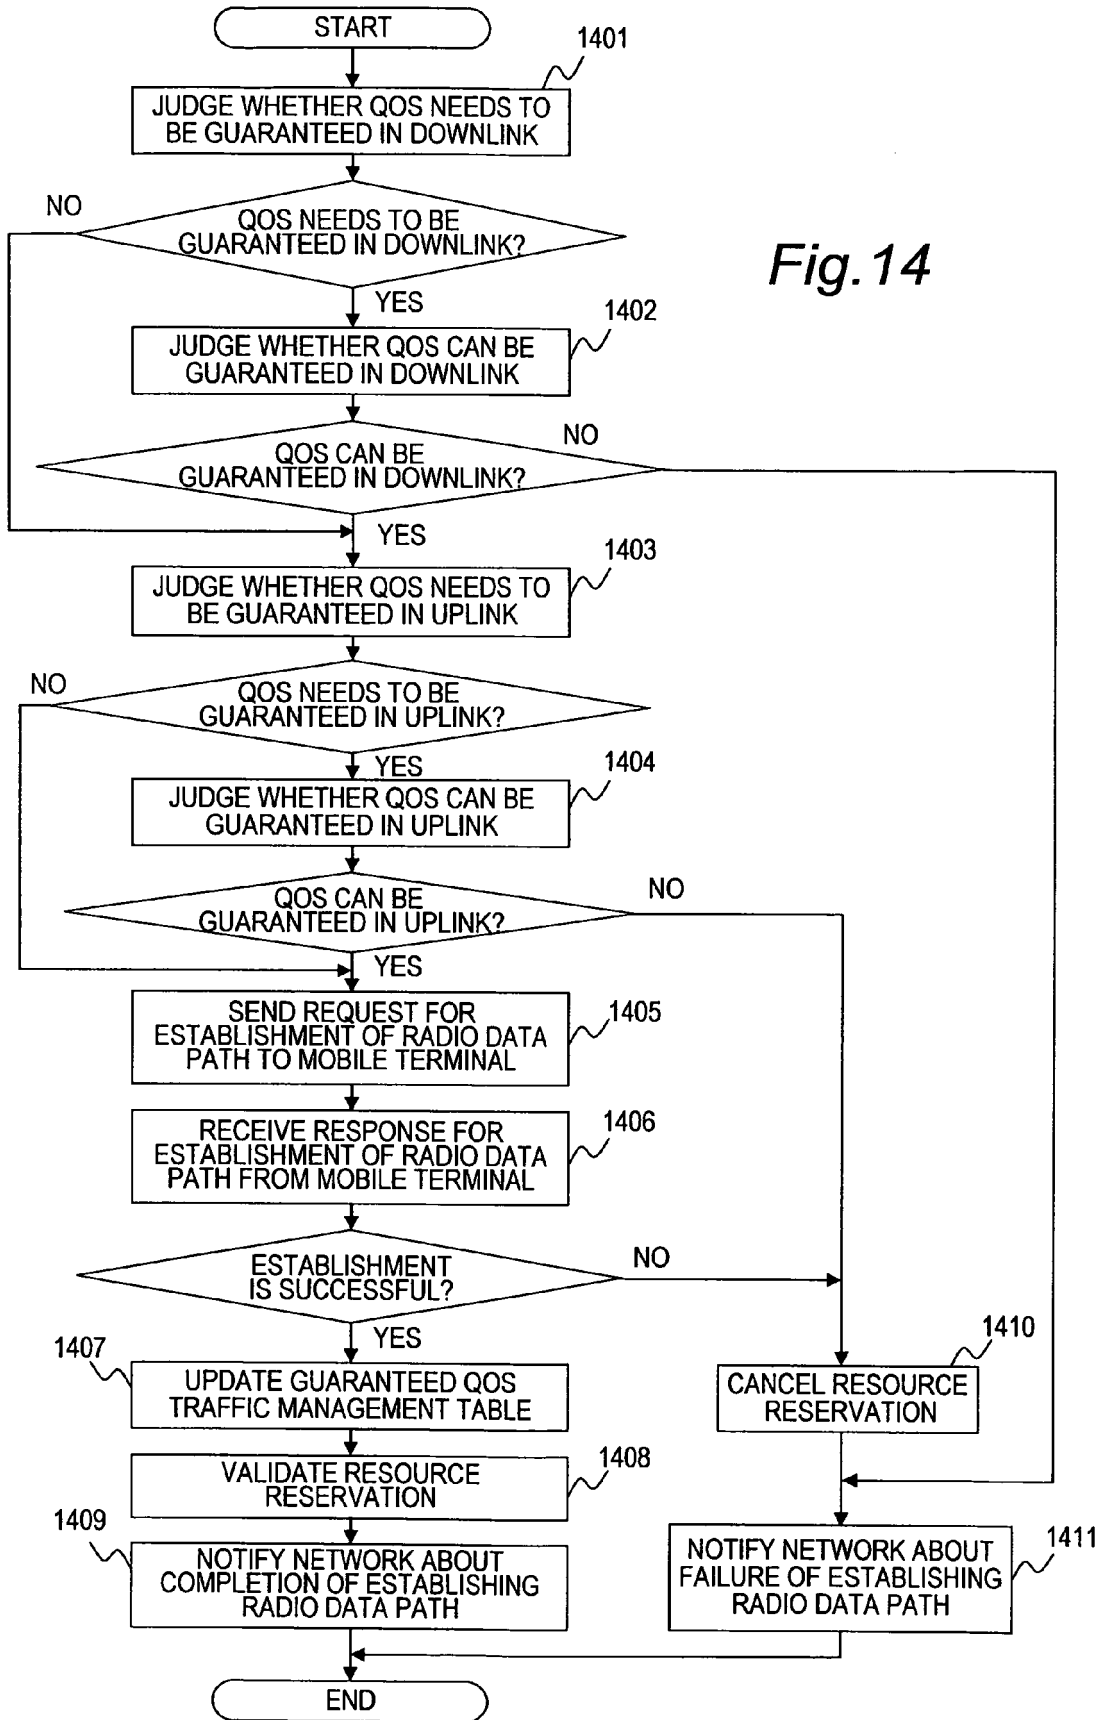 START
1401
JUDGE WHETHER QOS NEEDS TO
BE GUARANTEED IN DOWNLINK
NO
QOS NEEDS TO BE
GUARANTEED IN DOWNLINK?
Fig.14
YES
1402
JUDGE WHETHER QOS CAN BE
GUARANTEED IN DOWNLINK
NO
QOS CAN BE
GUARANTEED IN DOWNLINK?
YES
1403
JUDGE WHETHER QOS NEEDS TO
BE GUARANTEED IN UPLINK
NO
QOS NEEDS TO BE
GUARANTEED IN UPLINK?
YES
1404
JUDGE WHETHER QOS CAN BE
GUARANTEED IN UPLINK
NO
QOS CAN BE
GUARANTEED IN UPLINK?
YES
SEND REQUEST FOR
ESTABLISHMENT OF RADIO DATA
PATH TO MOBILE TERMINAL
1405
RECEIVE RESPONSE FOR
ESTABLISHMENT OF RADIO DATA
PATH FROM MOBILE TERMINAL
1406
ESTABLISHMENT
IS SUCCESSFUL?
NO
YES
1407
UPDATE GUARANTEED QOS
TRAFFIC MANAGEMENT TABLE
1410
CANCEL RESOURCE
RESERVATION
VALIDATE RESOURCE
RESERVATION
1408
1409
NOTIFY NETWORK ABOUT
COMPLETION OF ESTABLISHING
RADIO DATA PATH
NOTIFY NETWORK ABOUT
FAILURE OF ESTABLISHING
RADIO DATA PATH
1411
END